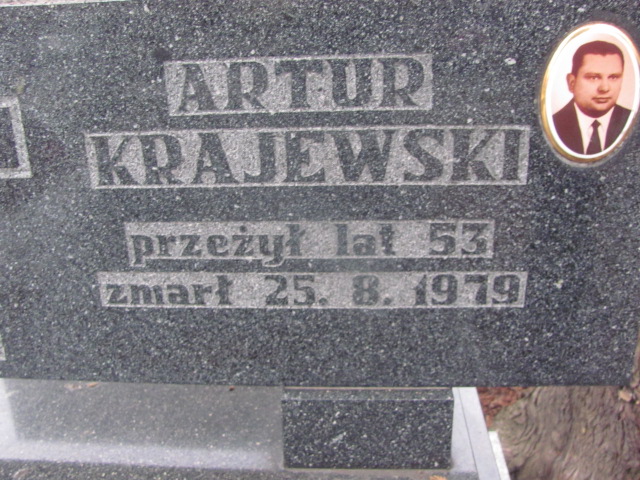 ARTUR
KRAJEWSKI
przeżył lat 53
zmarł 25. 8. 1979